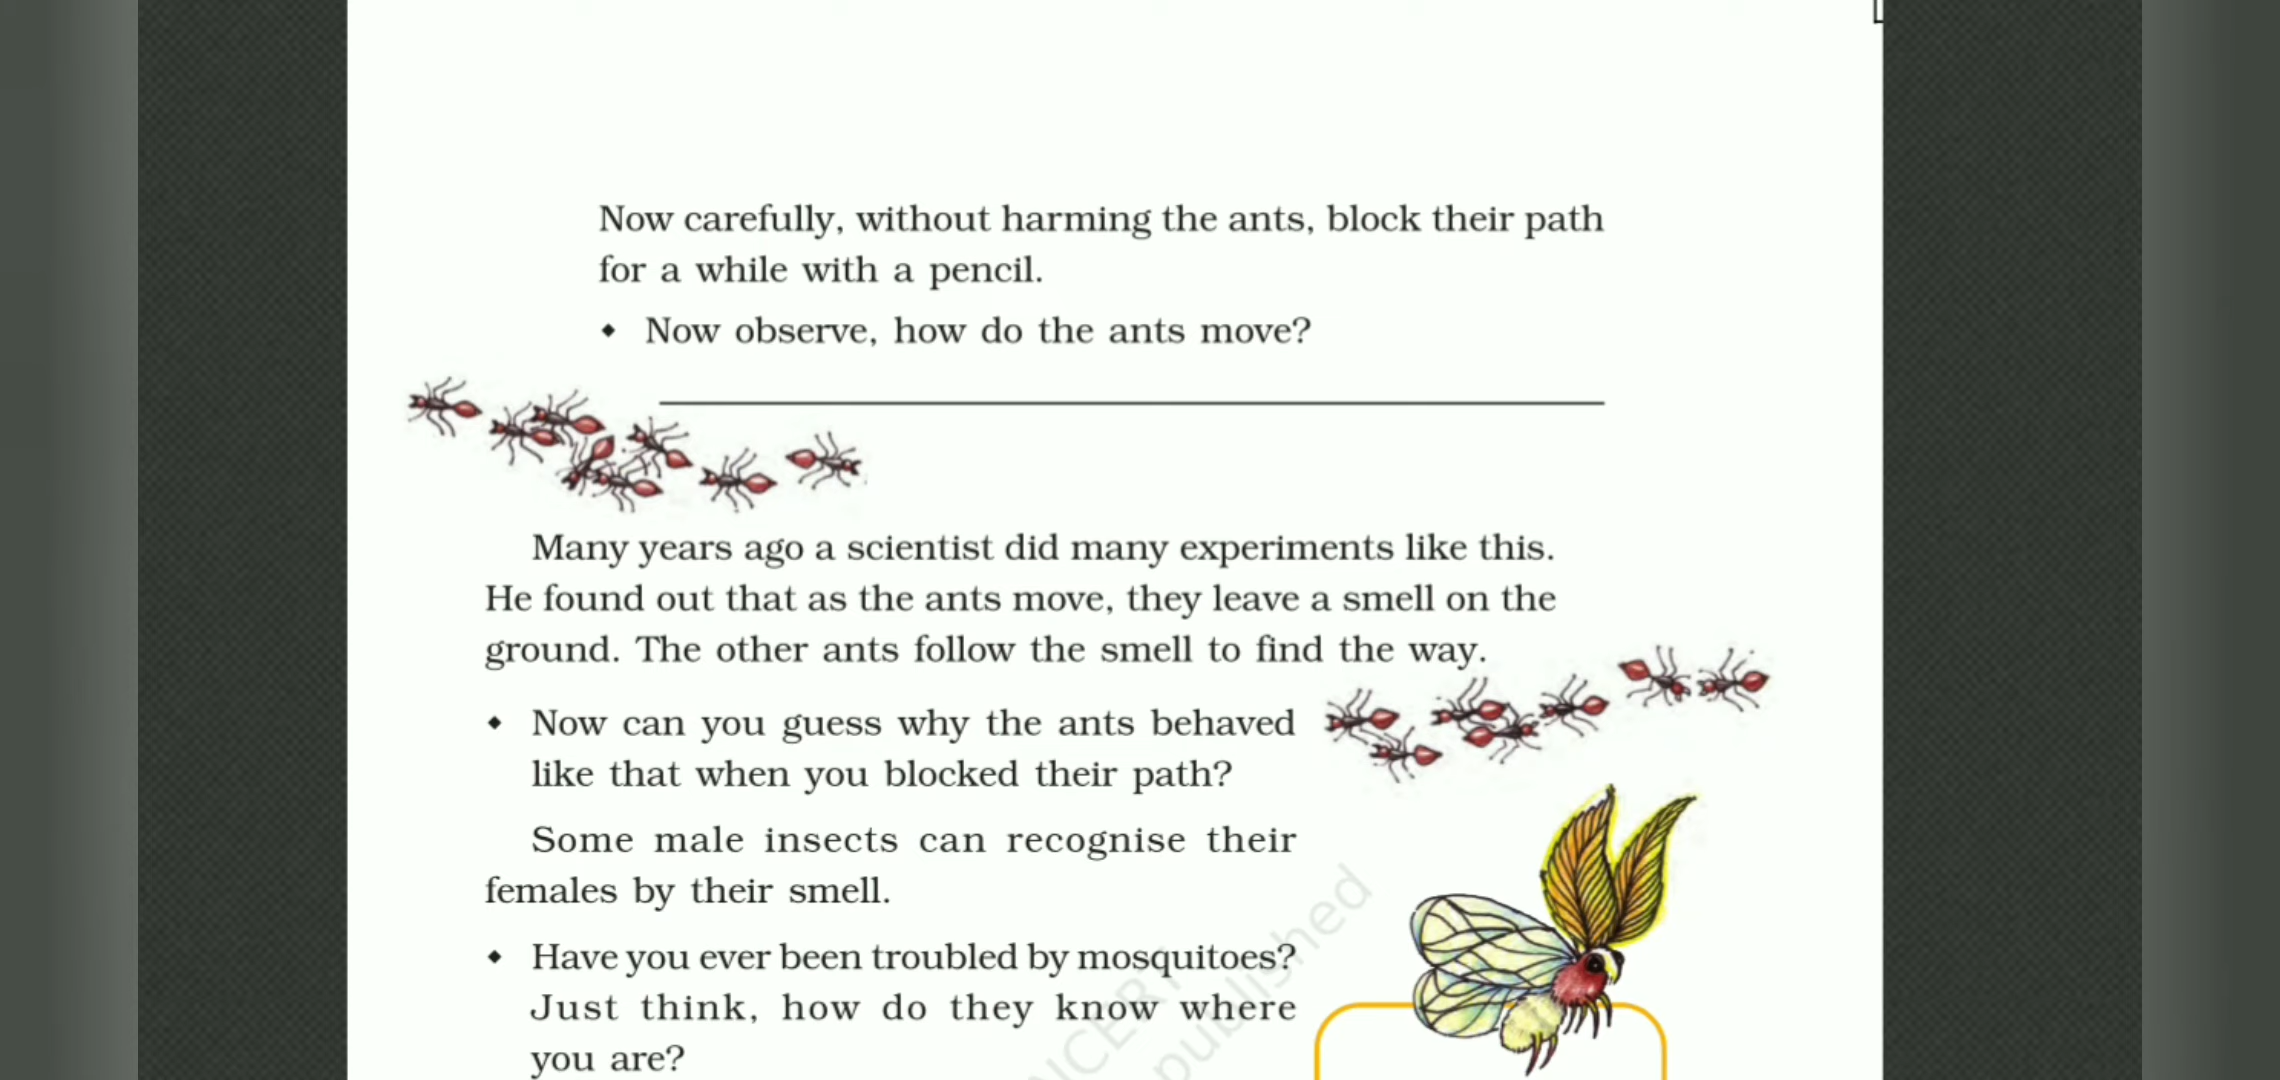 Now carefully, without harming the ants, block their path
for a while with a pencil.
◆ Now observe, how do the ants move?
Many years ago a scientist did many experiments like this.
He found out that as the ants move, they leave a smell on the
ground. The other ants follow the smell to find the way.
◆ Now can you guess why the ants behaved
like that when you blocked their path?
Some male insects can recognise their
females by their smell.
◆ Have you ever been troubled by mosquitoes?
Just think, how do they know where
you are?
NCERT
published